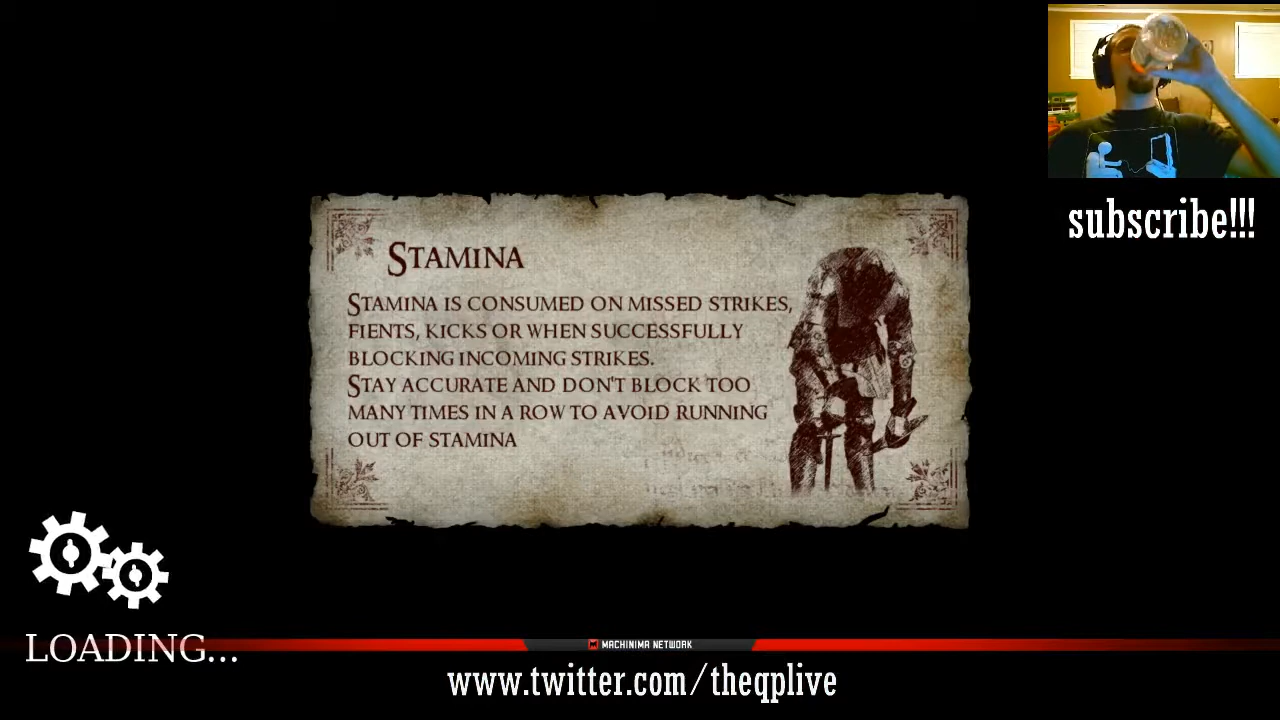 subscribe!!!
STAMINA
STAMINA IS CONSUMED ON MISSED STRIKES,
FIENTS, KICKS OR WHEN SUCCESSFULLY
BLOCKING INCOMING STRIKES.
STAY ACCURATE AND DON'T BLOCK TOO
MANY TIMES IN A ROW TO AVOID RUNNING
OUT OF STAMINA
LOADING...
MACHINIMA NETWORK
www.twitter.com/theqplive